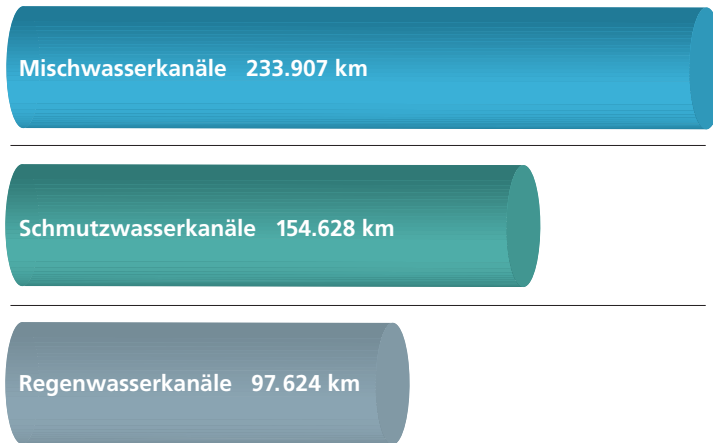 Mischwasserkanäle 233.907 km
Schmutzwasserkanäle 154.628 km
Regenwasserkanäle 97.624 km